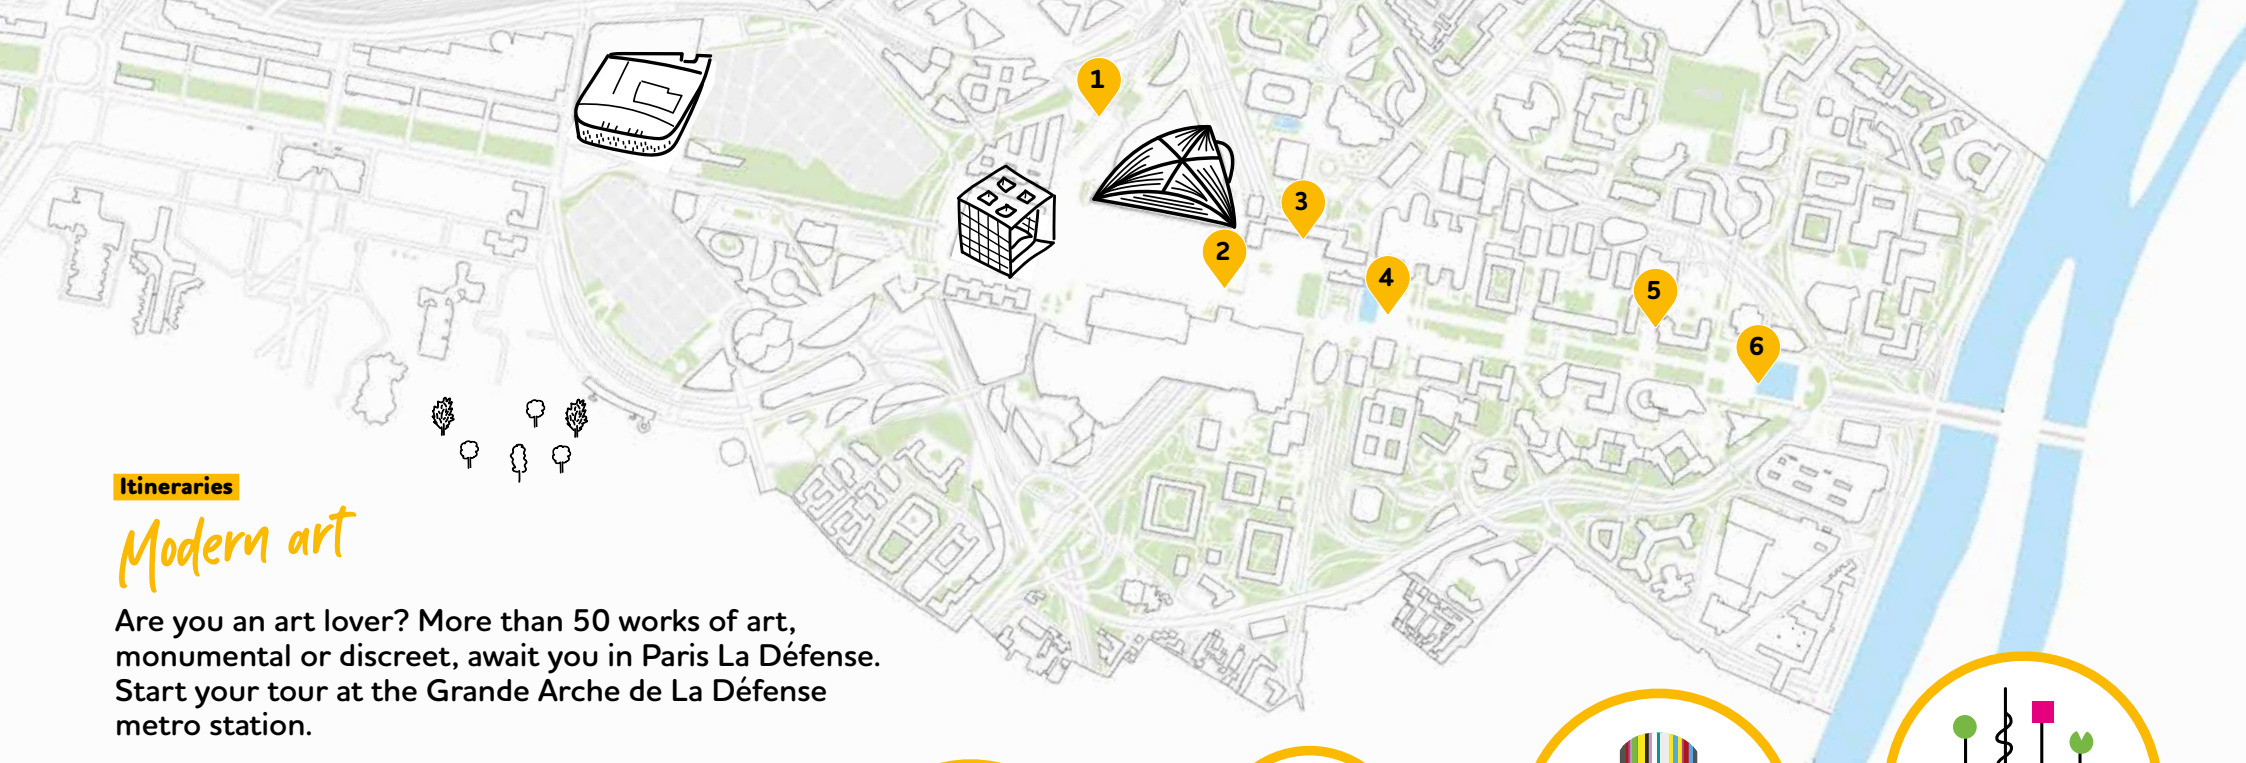 1
3
2
4
5
6
Itineraries
Modern art
Are you an art lover? More than 50 works of art,
monumental or discreet, await you in Paris La Défense.
Start your tour at the Grande Arche de La Défense
metro station.